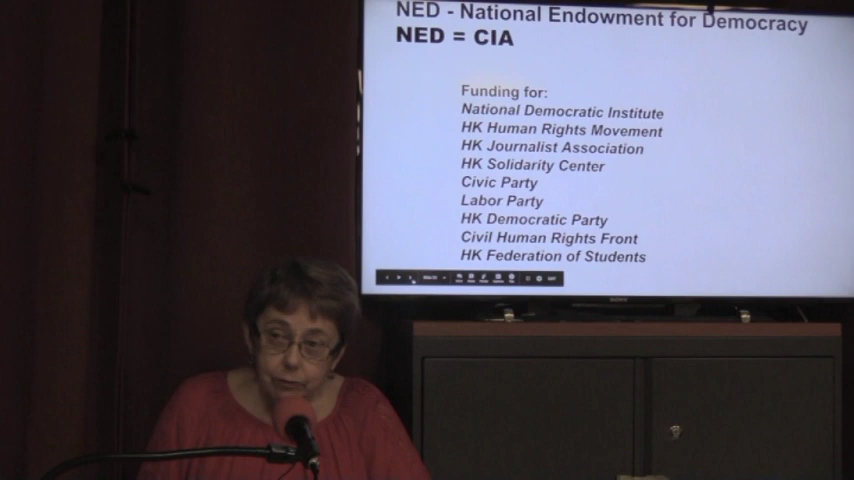 NED - National Endowment for Democracy
NED = CIA
Funding for:
National Democratic Institute
HK Human Rights Movement
HK Journalist Association
HK Solidarity Center
Civic Party
Labor Party
HK Democratic Party
Civil Human Rights Front
HK Federation of Students
SONY